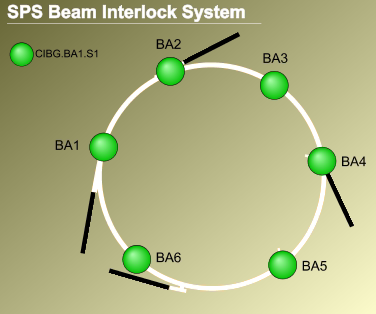 SPS Beam Interlock System
CIBG.BA1.S1
BA2
BA3
BA1
BA4
BA6
BA5